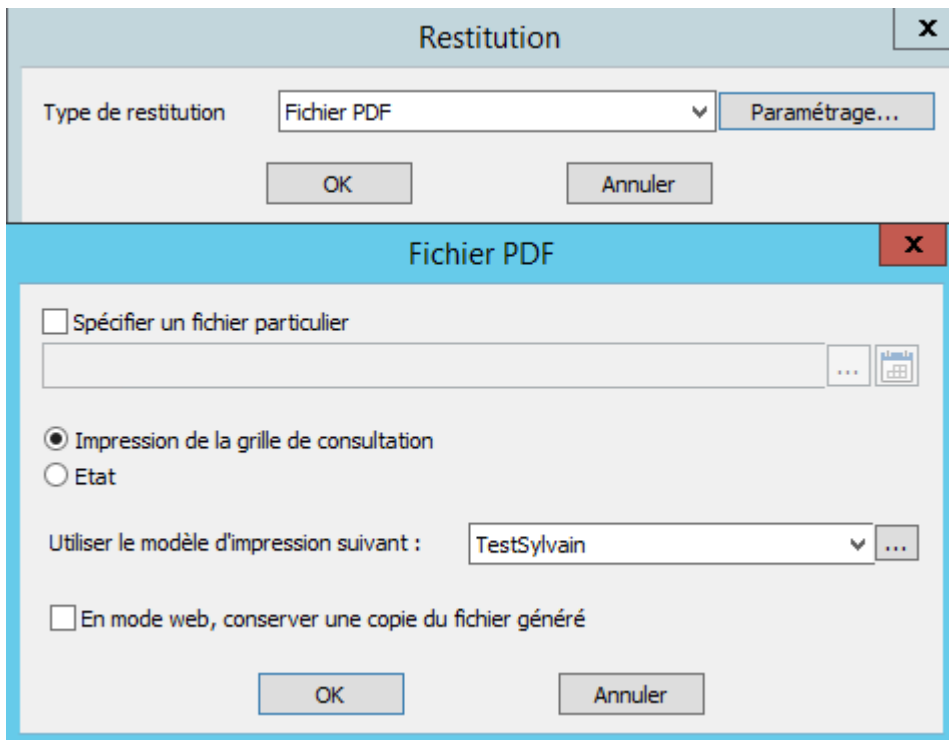 Restitution
x
Type de restitution Fichier PDF Paramétrage...
OK Annuler
Fichier PDF
x
Spécifier un fichier particulier
...
Impression de la grille de consultation
Etat
Utiliser le modèle d'impression suivant : TestSylvain ...
En mode web, conserver une copie du fichier généré
OK Annuler